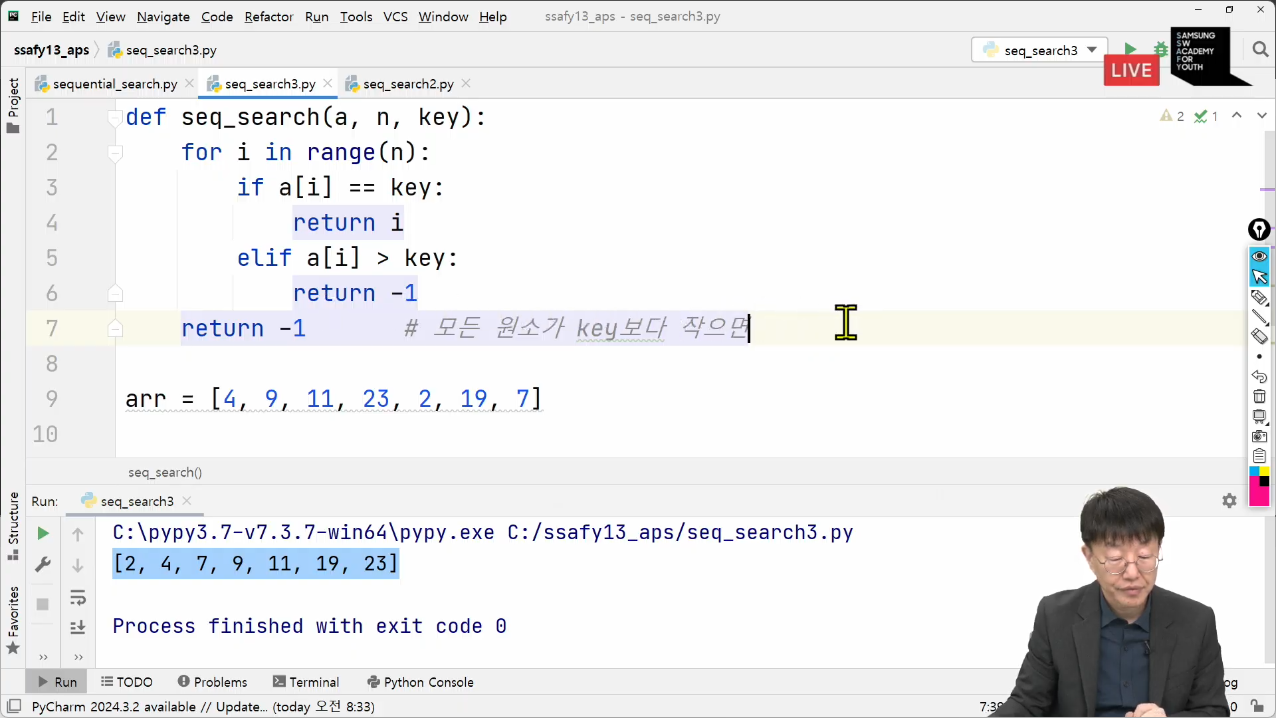 File Edit View Navigate Code Refactor Run Tools VCS Window Help ssafy13_aps - seq_search3.py
ssafy13_aps seq_search3.py seq_search3
SAMSUNG
SW
ACADEMY
FOR
YOUTH
LIVE
Project
sequential_search.py seq_search3.py seq_search2.py
1 def seq_search(a, n, key):
2 for i in range(n):
3 if a[i] == key:
4 return i
5 elif a[i] > key:
6 return -1
7 return -1 # 모든 원소가 key보다 작으면
8
9 arr = [4, 9, 11, 23, 2, 19, 7]
10
2 1
seq_search()
Run: seq_search3
C:\pypy3.7-v7.3.7-win64\pypy.exe C:/ssafy13_aps/seq_search3.py
[2, 4, 7, 9, 11, 19, 23]
Process finished with exit code 0
Structure
Favorites
Run TODO Problems Terminal Python Console
PyCharm 2024.3.2 available // Update... (today 오전 8:33)